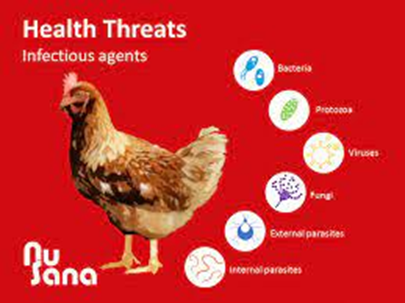 Health Threats
Infectious agents
Bacteria
Protozoa
Viruses
Fungi
External parasites
Internal parasites
Nu
Sana